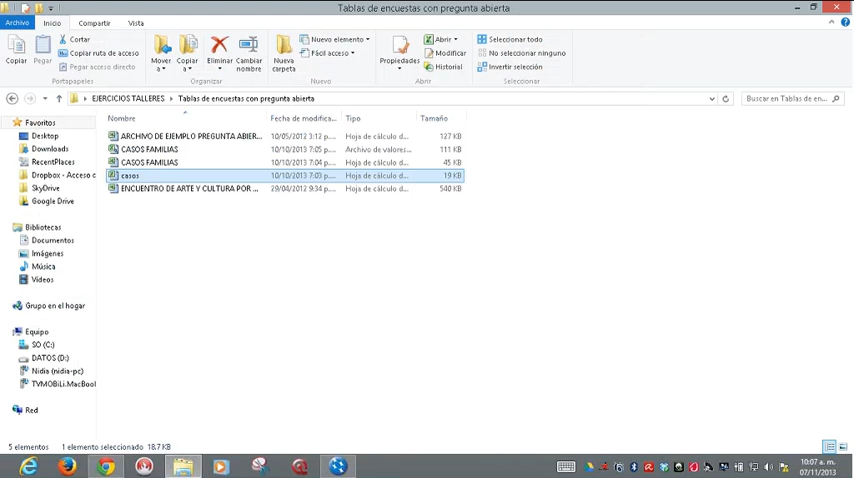 Tablas de encuestas con pregunta abierta
Archivo Inicio Compartir Vista
Copiar
Pegar
Cortar
Copiar ruta de acceso
Pegar acceso directo
Portapapeles
Mover a
Copiar a
Eliminar
Cambiar nombre
Organizar
Nueva carpeta
Nuevo elemento
Fácil acceso
Nuevo
Propiedades
Abrir
Modificar
Historial
Abrir
Seleccionar todo
No seleccionar ninguno
Invertir selección
Seleccionar
EJERCICIOS TALLERES Tablas de encuestas con pregunta abierta
Buscar en Tablas de en...
Nombre Fecha de modifica... Tipo Tamaño
ARCHIVO DE EJEMPLO PREGUNTA ABIER... 10/05/2012 3:12 p.... Hoja de cálculo d... 127 KB
CASOS FAMILIAS 10/10/2013 7:05 p.... Archivo de valores... 111 KB
CASOS FAMILIAS 10/10/2013 7:04 p.... Hoja de cálculo d... 45 KB
casos 10/10/2013 7:03 p.... Hoja de cálculo d... 19 KB
ENCUENTRO DE ARTE Y CULTURA POR ... 29/04/2012 9:34 p.... Hoja de cálculo d... 540 KB
Favoritos
Desktop
Downloads
RecentPlaces
Dropbox - Acceso c
SkyDrive
Google Drive
Bibliotecas
Documentos
Imágenes
Música
Vídeos
Grupo en el hogar
Equipo
SO (C:)
DATOS (D:)
Nidia (nidia-pc)
TVMOBiLi.MacBool
Red
5 elementos 1 elemento seleccionado 18.7 KB
10:07 a. m.
07/11/2013